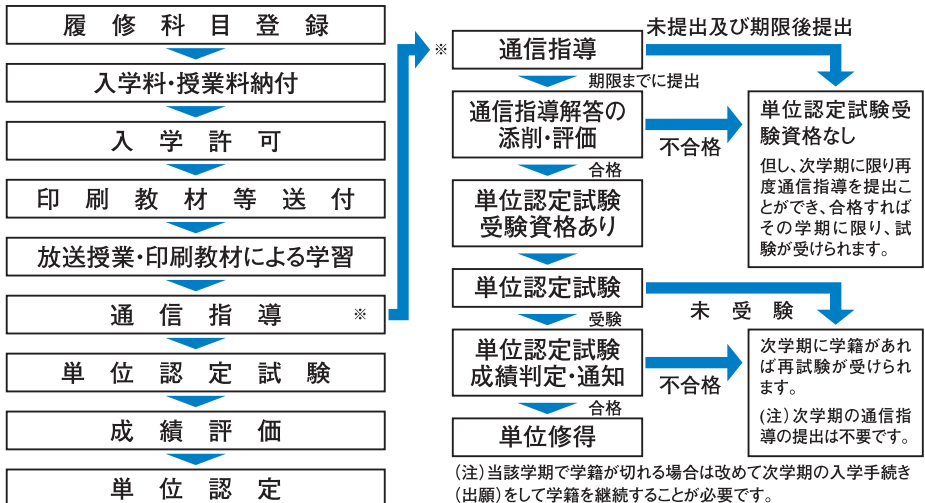 履修科目登録
入学料・授業料納付
入学許可
印刷教材等送付
放送授業・印刷教材による学習
通信指導 ※
単位認定試験
成績評価
単位認定
※
通信指導
未提出及び期限後提出
期限までに提出
通信指導解答の
添削・評価
不合格
合格
単位認定試験受
験資格なし
但し、次学期に限り再
度通信指導を提出こ
とができ、合格すれば
その学期に限り、試
験が受けられます。
単位認定試験
受験資格あり
単位認定試験
未受験
受験
単位認定試験
成績判定・通知
不合格
合格
次学期に学籍があれ
ば再試験が受けられ
ます。
(注)次学期の通信指
導の提出は不要です。
単位修得
(注)当該学期で学籍が切れる場合は改めて次学期の入学手続き
(出願)をして学籍を継続することが必要です。